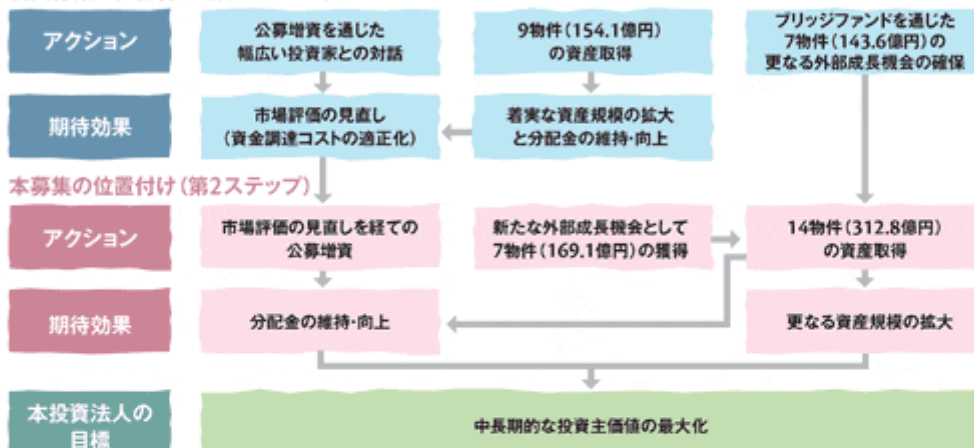 アクション
公募増資を通じた
幅広い投資家との対話
9物件(154.1億円)
の資産取得
ブリッジファンドを通じた
7物件(143.6億円)の
更なる外部成長機会の確保
期待効果
市場評価の見直し
(資金調達コストの適正化)
着実な資産規模の拡大
と分配金の維持・向上
本募集の位置付け(第2ステップ)
アクション
市場評価の見直しを経ての
公募増資
新たな外部成長機会として
7物件(169.1億円)の獲得
14物件(312.8億円)
の資産取得
期待効果
分配金の維持・向上
更なる資産規模の拡大
本投資法人の
目標
中長期的な投資主価値の最大化